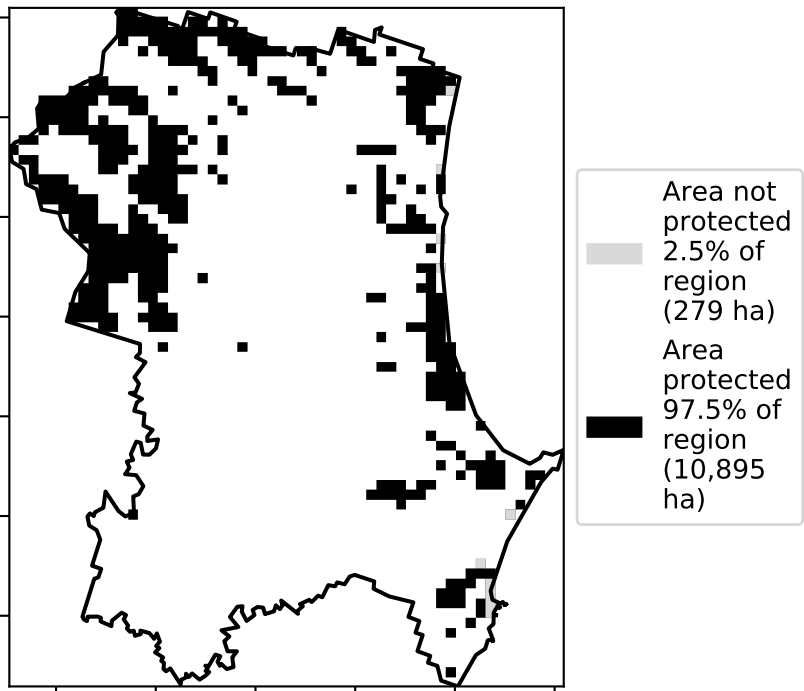 Area not
protected
2.5% of
region
(279 ha)
Area
protected
97.5% of
region
(10,895
ha)